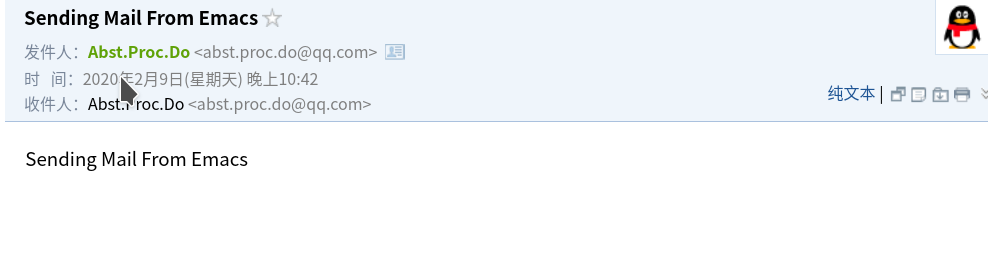 Sending Mail From Emacs
发件人：Abst.Proc.Do <abst.proc.do@qq.com>
时 间：2020年2月9日(星期天) 晚上10:42
收件人：Abst.Proc.Do <abst.proc.do@qq.com>
纯文本 |
Sending Mail From Emacs